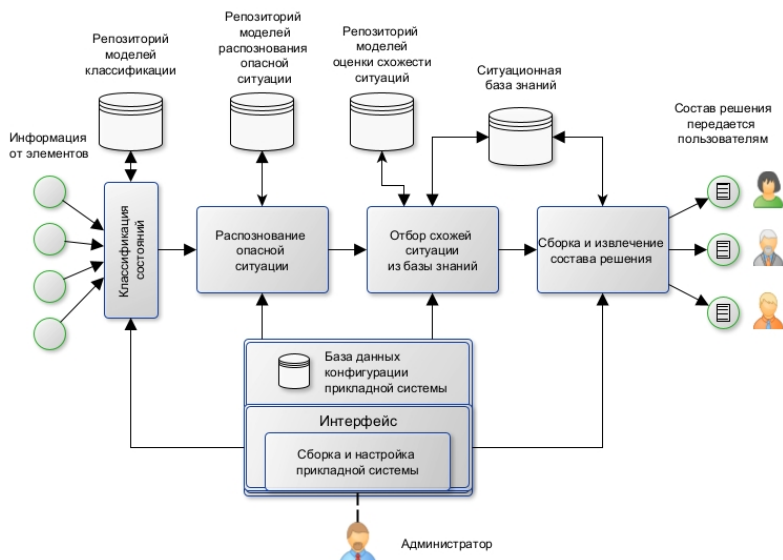 Репозиторий
моделей
классификации
Репозиторий
моделей
распознования
опасной
ситуации
Репозиторий
моделей
оценки схожести
ситуаций
Ситуационная
база знаний
Состав решения
передается
пользователям
Информация
от элементов
Классификация
состояний
Распознование
опасной
ситуации
Отбор схожей
ситуации
из базы знаний
Сборка и извлечение
состава решения
База данных
конфигурации
прикладной системы
Интерфейс
Сборка и настройка
прикладной системы
Администратор